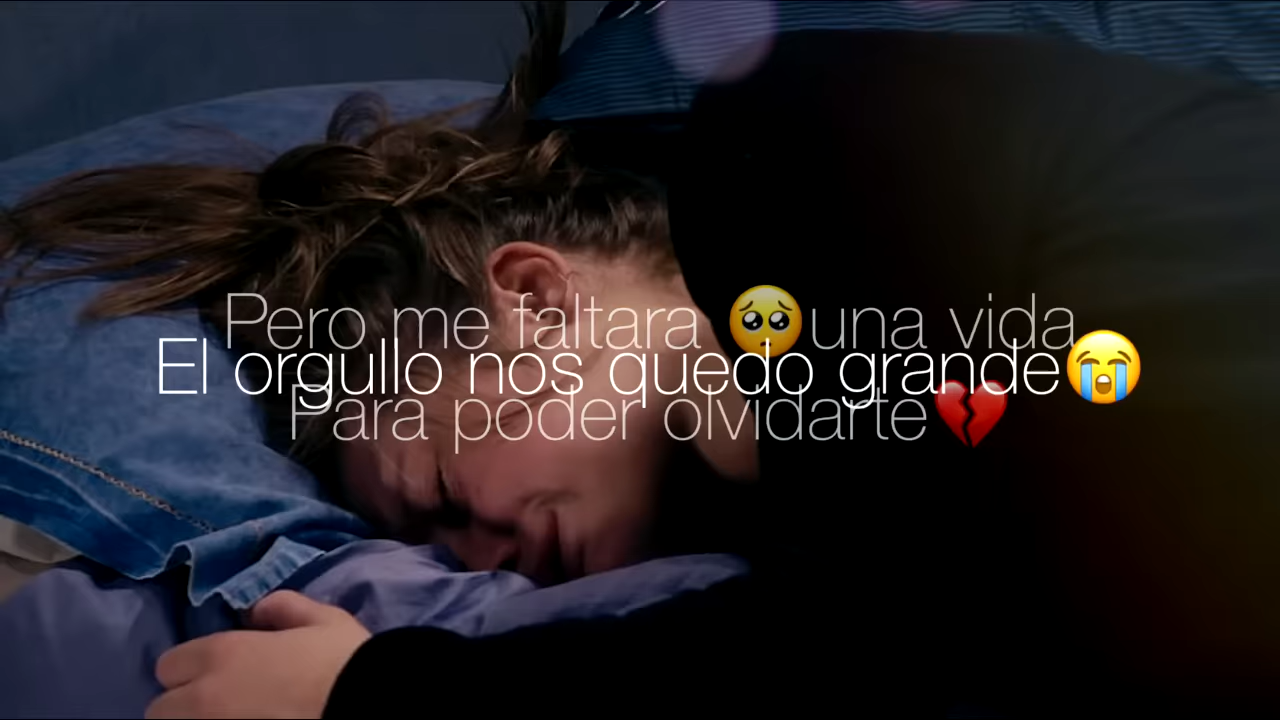 Pero me faltara 🥺una vida
El orgullo nos quedo grande😭
Para poder olvidarte💔